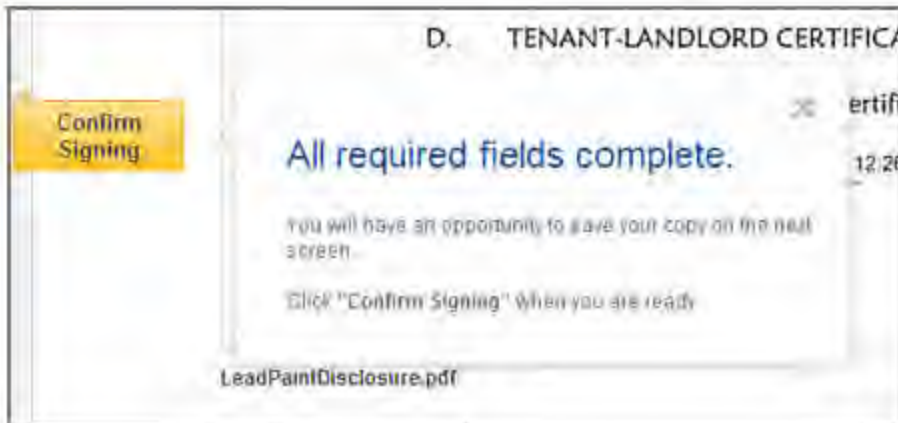 D. TENANT-LANDLORD CERTIFICA
Confirm
Signing
ertifi
All required fields complete.
12:26
You will have an opportunity to save your copy on the next
screen.
Click "Confirm Signing" when you are ready
LeadPaintDisclosure.pdf